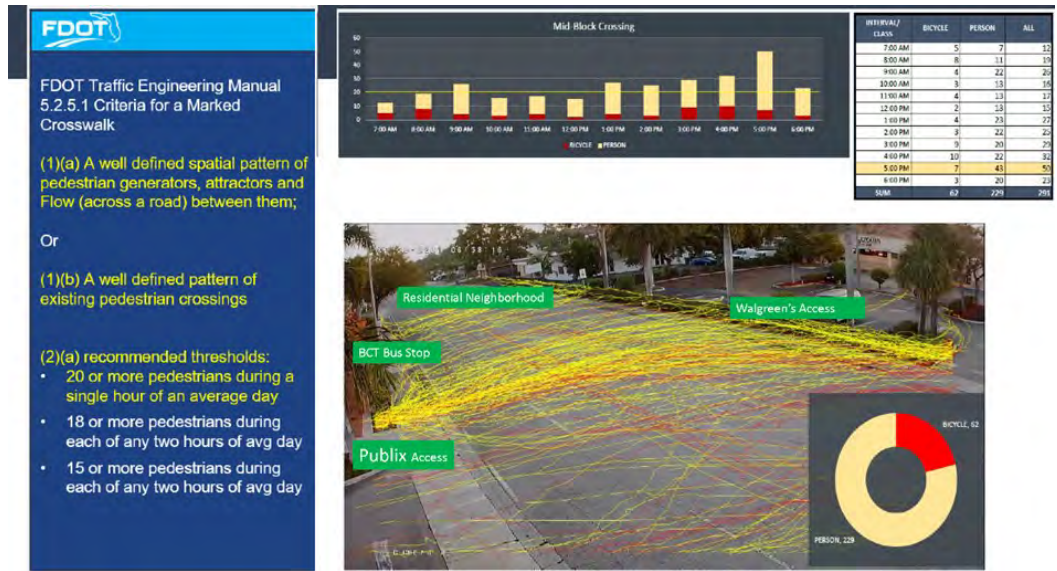 FDOT
FDOT Traffic Engineering Manual
5.2.5.1 Criteria for a Marked
Crosswalk
(1)(a) A well defined spatial pattern of
pedestrian generators, attractors and
Flow (across a road) between them;
Or
(1)(b) A well defined pattern of
existing pedestrian crossings
(2)(a) recommended thresholds:
• 20 or more pedestrians during a
single hour of an average day
• 18 or more pedestrians during
each of any two hours of avg day
• 15 or more pedestrians during
each of any two hours of avg day
Mid-Block Crossing
60
50
40
30
20
10
0
7:00 AM 8:00 AM 9:00 AM 10:00 AM 11:00 AM 12:00 PM 1:00 PM 2:00 PM 3:00 PM 4:00 PM 5:00 PM 6:00 PM
BICYCLE PERSON
INTERVAL/ CLASS BICYCLE PERSON ALL
7:00 AM 5 7 12
8:00 AM 8 11 19
9:00 AM 4 22 26
10:00 AM 3 13 16
11:00 AM 4 13 17
12:00 PM 2 13 15
1:00 PM 4 23 27
2:00 PM 3 22 25
3:00 PM 9 20 29
4:00 PM 10 22 32
5:00 PM 7 43 50
6:00 PM 3 20 23
SUM 62 229 291
Residential Neighborhood
Walgreen's Access
BCT Bus Stop
Publix Access
BICYCLE, 62
PERSON, 229